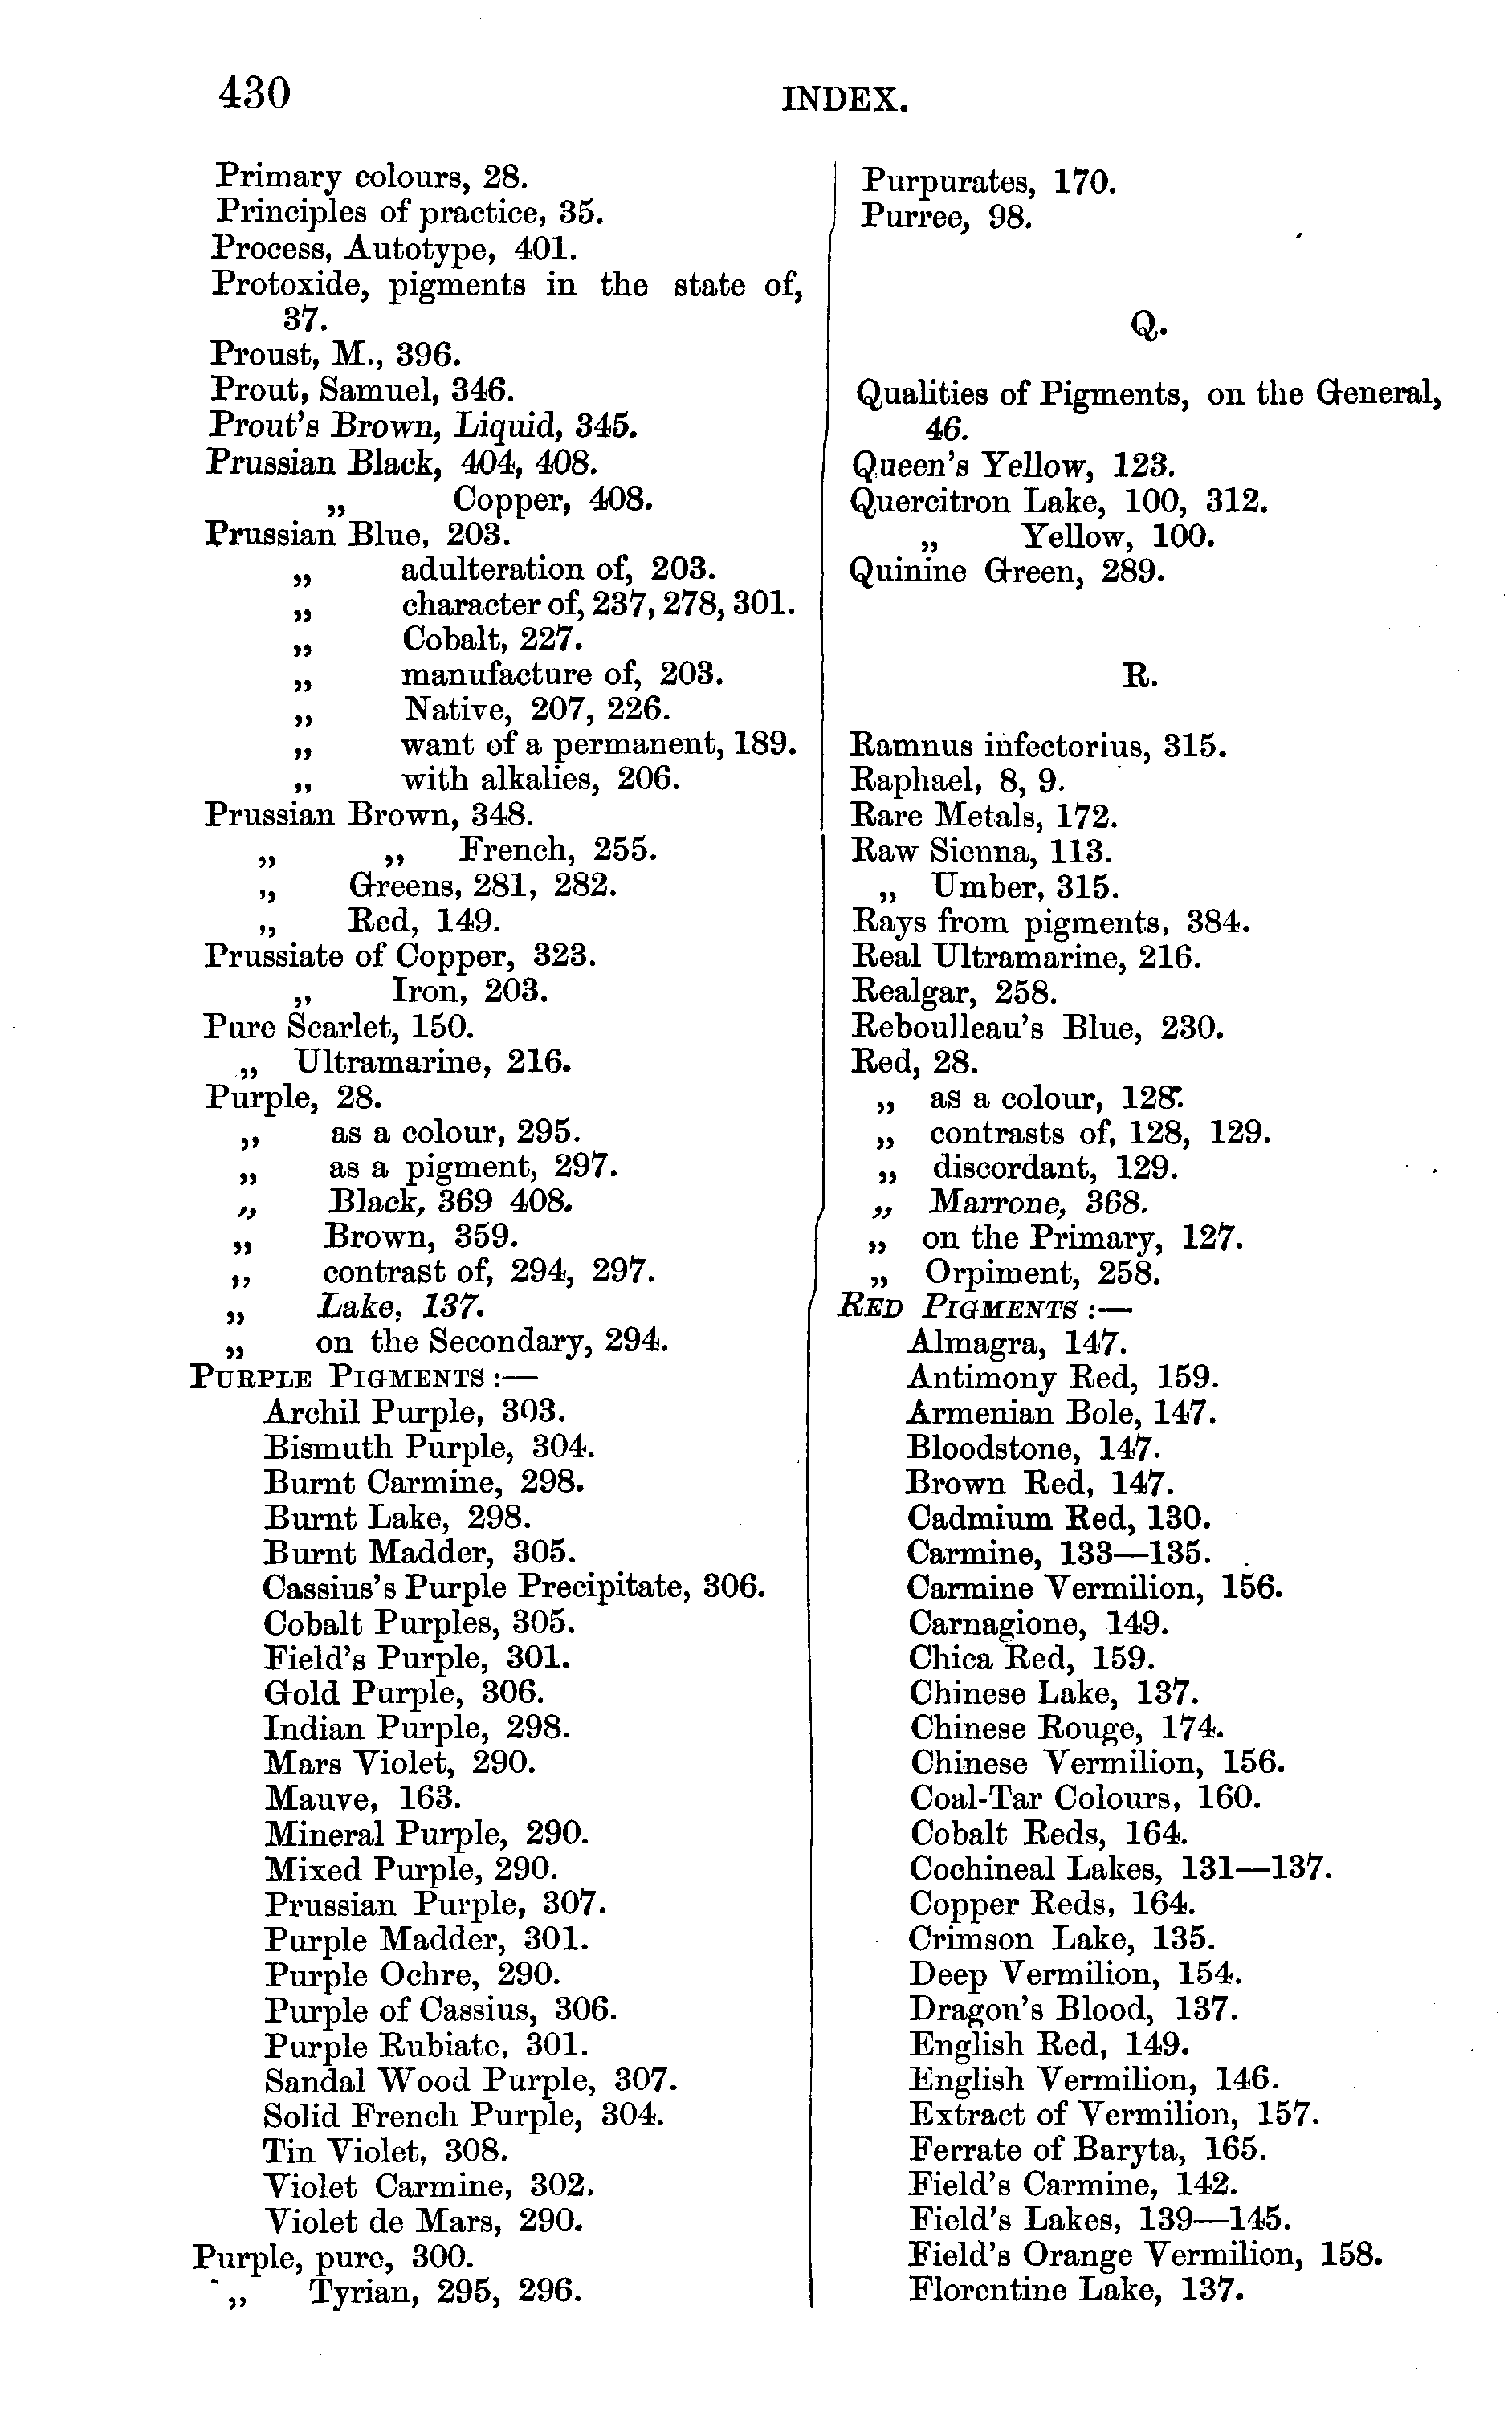 430
INDEX.
Primary colours, 28.
Principles of practice, 35.
Process, Autotype, 401.
Protoxide, pigments in the state of,
37.
Proust, M., 396.
Prout, Samuel, 346.
Prout's Brown, Liquid, 345.
Prussian Black, 404, 408.
„ Copper, 408.
Prussian Blue, 203.
„ adulteration of, 203.
„ character of, 237, 278, 301.
„ Cobalt, 227.
„ manufacture of, 203.
„ Native, 207, 226.
„ want of a permanent, 189.
„ with alkalies, 206.
Prussian Brown, 348.
„ „ French, 255.
„ Greens, 281, 282.
„ Red, 149.
Prussiate of Copper, 323.
„ Iron, 203.
Pure Scarlet, 150.
„ Ultramarine, 216.
Purple, 28.
„ as a colour, 295.
„ as a pigment, 297.
„ Black, 369 408.
„ Brown, 359.
„ contrast of, 294, 297.
„ Lake, 137.
„ on the Secondary, 294.
PURPLE PIGMENTS :—
Archil Purple, 303.
Bismuth Purple, 304.
Burnt Carmine, 298.
Burnt Lake, 298.
Burnt Madder, 305.
Cassius's Purple Precipitate, 306.
Cobalt Purples, 305.
Field's Purple, 301.
Gold Purple, 306.
Indian Purple, 298.
Mars Violet, 290.
Mauve, 163.
Mineral Purple, 290.
Mixed Purple, 290.
Prussian Purple, 307.
Purple Madder, 301.
Purple Ochre, 290.
Purple of Cassius, 306.
Purple Rubiate, 301.
Sandal Wood Purple, 307.
Solid French Purple, 304.
Tin Violet, 308.
Violet Carmine, 302.
Violet de Mars, 290.
Purple, pure, 300.
„ Tyrian, 295, 296.
Purpurates, 170.
Purree, 98.
Q.
Qualities of Pigments, on the General,
46.
Queen's Yellow, 123.
Quercitron Lake, 100, 312.
„ Yellow, 100.
Quinine Green, 289.
R.
Ramnus infectorius, 315.
Raphael, 8, 9.
Rare Metals, 172.
Raw Sienna, 113.
„ Umber, 315.
Rays from pigments, 384.
Real Ultramarine, 216.
Realgar, 258.
Reboulleau's Blue, 230.
Red, 28.
„ as a colour, 128.
„ contrasts of, 128, 129.
„ discordant, 129.
„ Marrone, 368.
„ on the Primary, 127.
„ Orpiment, 258.
RED PIGMENTS :—
Almagra, 147.
Antimony Red, 159.
Armenian Bole, 147.
Bloodstone, 147.
Brown Red, 147.
Cadmium Red, 130.
Carmine, 133—135.
Carmine Vermilion, 156.
Carnagione, 149.
Chica Red, 159.
Chinese Lake, 137.
Chinese Rouge, 174.
Chinese Vermilion, 156.
Coal-Tar Colours, 160.
Cobalt Reds, 164.
Cochineal Lakes, 131—137.
Copper Reds, 164.
Crimson Lake, 135.
Deep Vermilion, 154.
Dragon's Blood, 137.
English Red, 149.
English Vermilion, 146.
Extract of Vermilion, 157.
Ferrate of Baryta, 165.
Field's Carmine, 142.
Field's Lakes, 139—145.
Field's Orange Vermilion, 158.
Florentine Lake, 137.